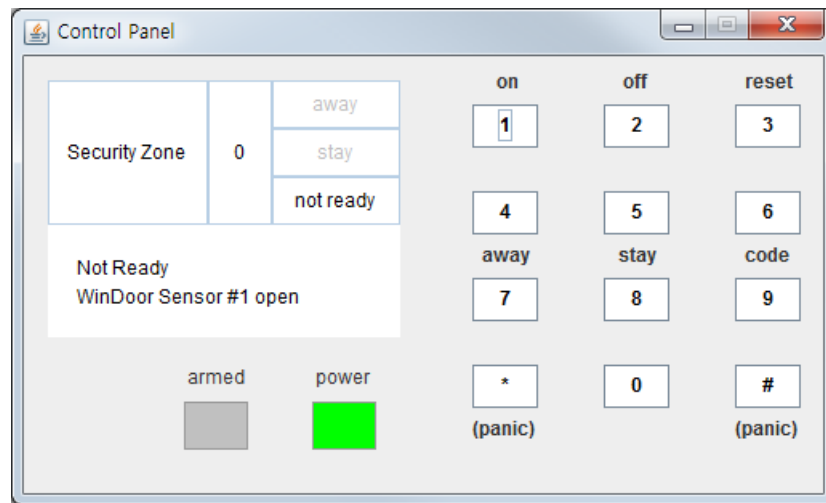 Control Panel
Security Zone
0
away
stay
not ready
Not Ready
WinDoor Sensor #1 open
armed
power
on
off
reset
1
2
3
4
5
6
away
stay
code
7
8
9
*
0
#
(panic)
(panic)